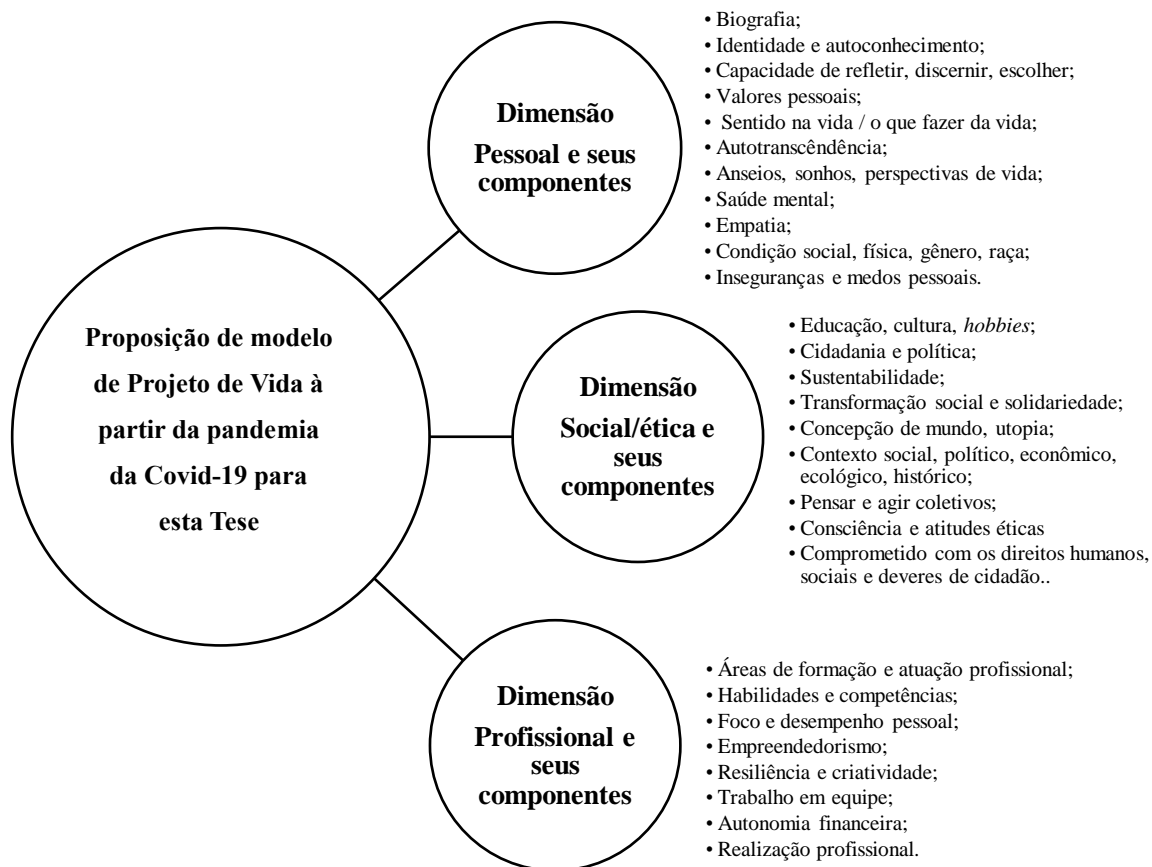 Proposição de modelo
de Projeto de Vida à
partir da pandemia
da Covid-19 para
esta Tese
Dimensão
Pessoal e seus
componentes
• Biografia;
• Identidade e autoconhecimento;
• Capacidade de refletir, discernir, escolher;
• Valores pessoais;
• Sentido na vida / o que fazer da vida;
• Autotranscêndência;
• Anseios, sonhos, perspectivas de vida;
• Saúde mental;
• Empatia;
• Condição social, física, gênero, raça;
• Inseguranças e medos pessoais.
Dimensão
Social/ética e
seus
componentes
• Educação, cultura, hobbies;
• Cidadania e política;
• Sustentabilidade;
• Transformação social e solidariedade;
• Concepção de mundo, utopia;
• Contexto social, político, econômico,
ecológico, histórico;
• Pensar e agir coletivos;
• Consciência e atitudes éticas
• Comprometido com os direitos humanos,
sociais e deveres de cidadão..
Dimensão
Profissional e
seus
componentes
• Áreas de formação e atuação profissional;
• Habilidades e competências;
• Foco e desempenho pessoal;
• Empreendedorismo;
• Resiliência e criatividade;
• Trabalho em equipe;
• Autonomia financeira;
• Realização profissional.